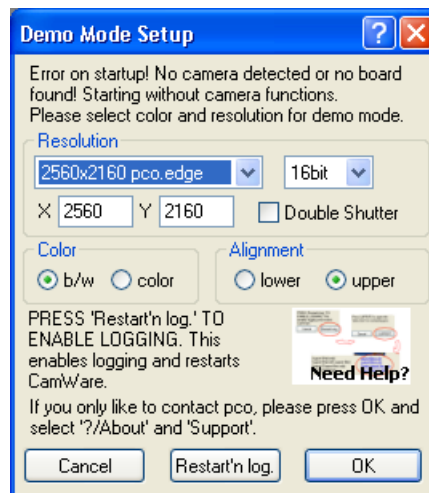 Demo Mode Setup
Error on startup! No camera detected or no board
found! Starting without camera functions.
Please select color and resolution for demo mode.
Resolution
2560x2160 pco.edge 16bit
X 2560 Y 2160 Double Shutter
Color Alignment
b/w color lower upper
PRESS 'Restart'n log.' TO
ENABLE LOGGING. This
enables logging and restarts
CamWare.
Need Help?
If you only like to contact pco, please press OK and
select '?/About' and 'Support'.
Cancel Restart'n log. OK